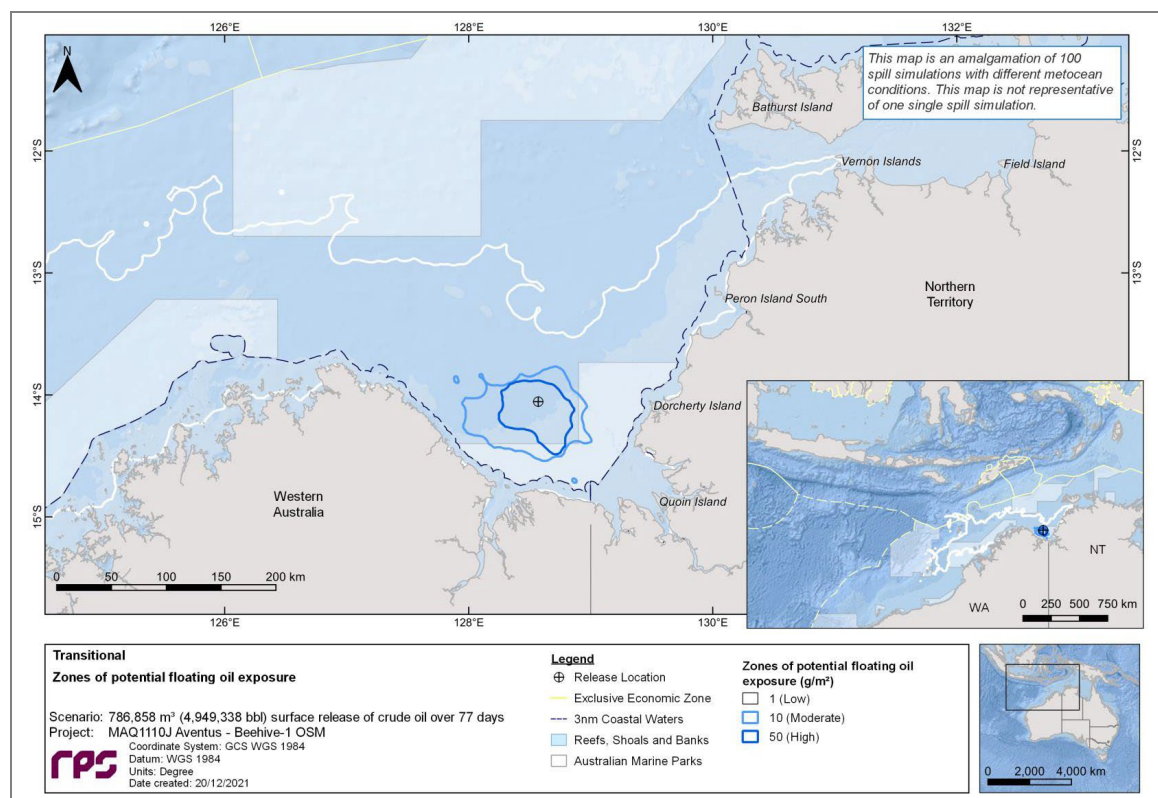 126°E
128°E
130°E
132°E
N
This map is an amalgamation of 100
spill simulations with different metocean
conditions. This map is not representative
of one single spill simulation.
Bathurst Island
12°S
12°S
Vernon Islands
Field Island
13°S
13°S
Northern
Territory
Peron Island South
14°S
Dorcherty Island
Western
Australia
Quoin Island
15°S
0 50 100 150 200 km
NT
WA
0 250 500 750 km
126°E
128°E
130°E
Transitional
Zones of potential floating oil exposure
Scenario: 786,858 m³ (4,949,338 bbl) surface release of crude oil over 77 days
Project: MAQ1110J Aventus - Beehive-1 OSM
rps
Coordinate System: GCS WGS 1984
Datum: WGS 1984
Units: Degree
Date created: 20/12/2021
Legend
Release Location
Exclusive Economic Zone
3nm Coastal Waters
Reefs, Shoals and Banks
Australian Marine Parks
Zones of potential floating oil
exposure (g/m²)
1 (Low)
10 (Moderate)
50 (High)
0 2,000 4,000 km